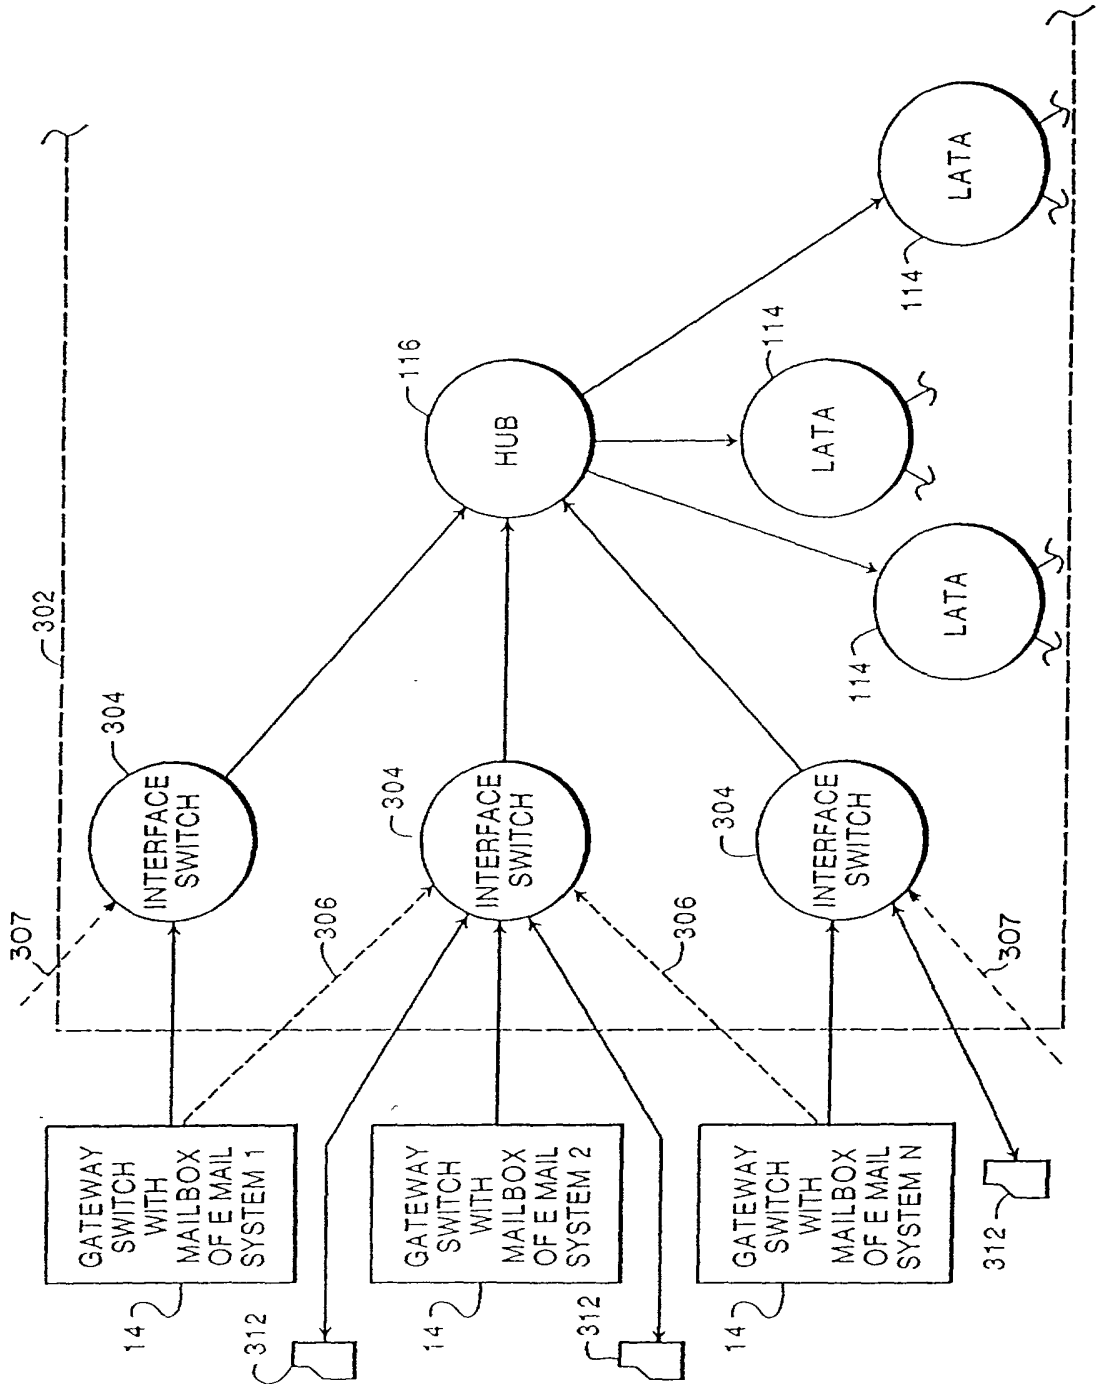 302
307
304
INTERFACE
SWITCH
14
GATEWAY
SWITCH
WITH
MAILBOX
OF E MAIL
SYSTEM 1
312
306
304
INTERFACE
SWITCH
116
HUB
14
GATEWAY
SWITCH
WITH
MAILBOX
OF E MAIL
SYSTEM 2
312
306
304
INTERFACE
SWITCH
14
GATEWAY
SWITCH
WITH
MAILBOX
OF E MAIL
SYSTEM N
312
307
114
LATA
114
LATA
114
LATA